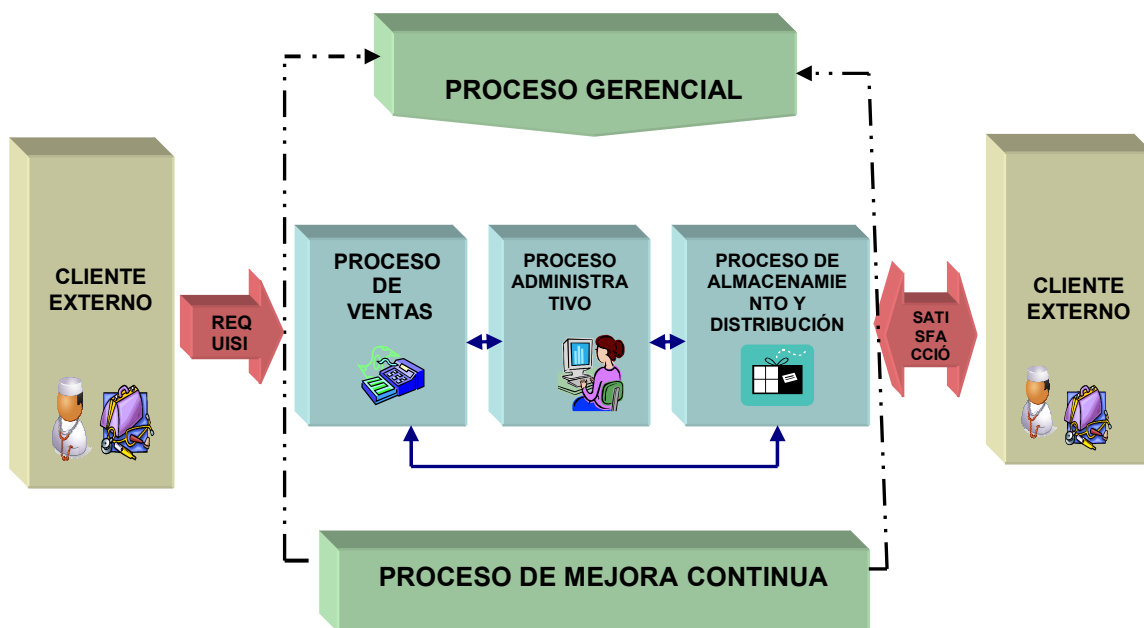 PROCESO GERENCIAL
CLIENTE
EXTERNO
REQ
UISI
PROCESO
DE
VENTAS
PROCESO
ADMINISTRA
TIVO
PROCESO DE
ALMACENAMIE
NTO Y
DISTRIBUCIÓN
SATI
SFA
CCIÓ
CLIENTE
EXTERNO
PROCESO DE MEJORA CONTINUA